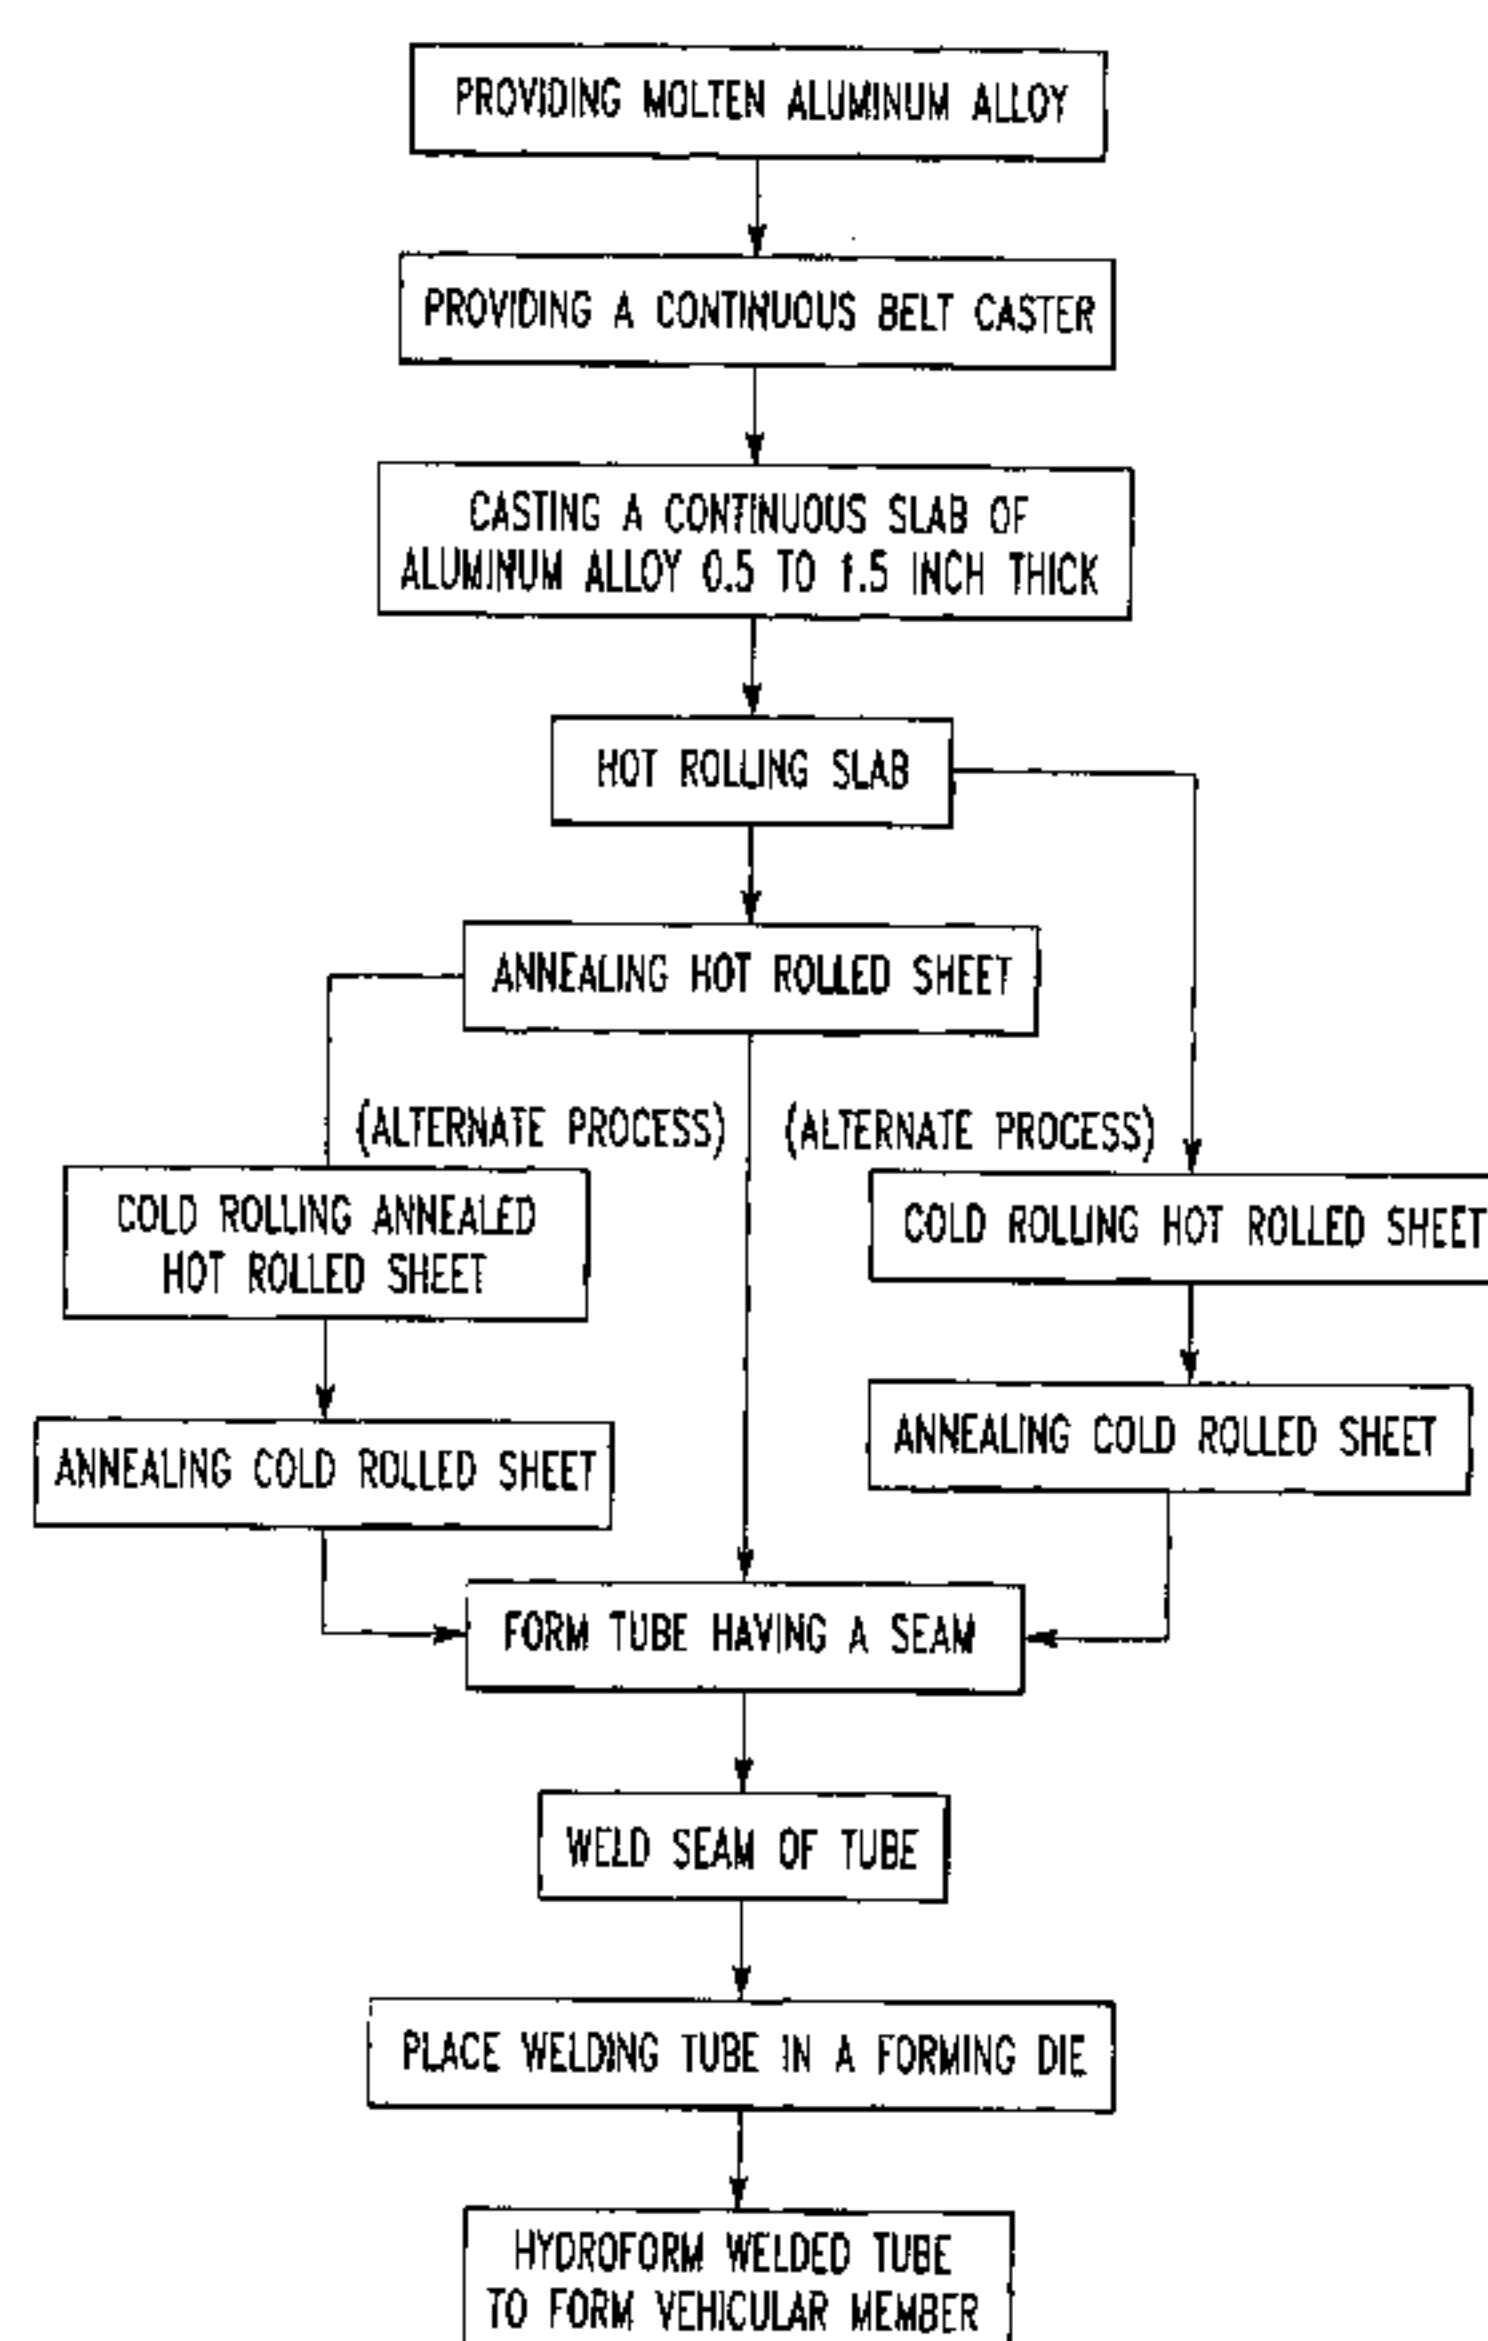 PROVIDING MOLTEN ALUMINUM ALLOY
PROVIDING A CONTINUOUS BELT CASTER
CASTING A CONTINUOUS SLAB OF
ALUMINUM ALLOY 0.5 TO 1.5 INCH THICK
HOT ROLLING SLAB
ANNEALING HOT ROLLED SHEET
(ALTERNATE PROCESS)
(ALTERNATE PROCESS)
COLD ROLLING ANNEALED
HOT ROLLED SHEET
COLD ROLLING HOT ROLLED SHEET
ANNEALING COLD ROLLED SHEET
ANNEALING COLD ROLLED SHEET
FORM TUBE HAVING A SEAM
WELD SEAM OF TUBE
PLACE WELDING TUBE IN A FORMING DIE
HYDROFORM WELDED TUBE
TO FORM VEHICULAR MEMBER